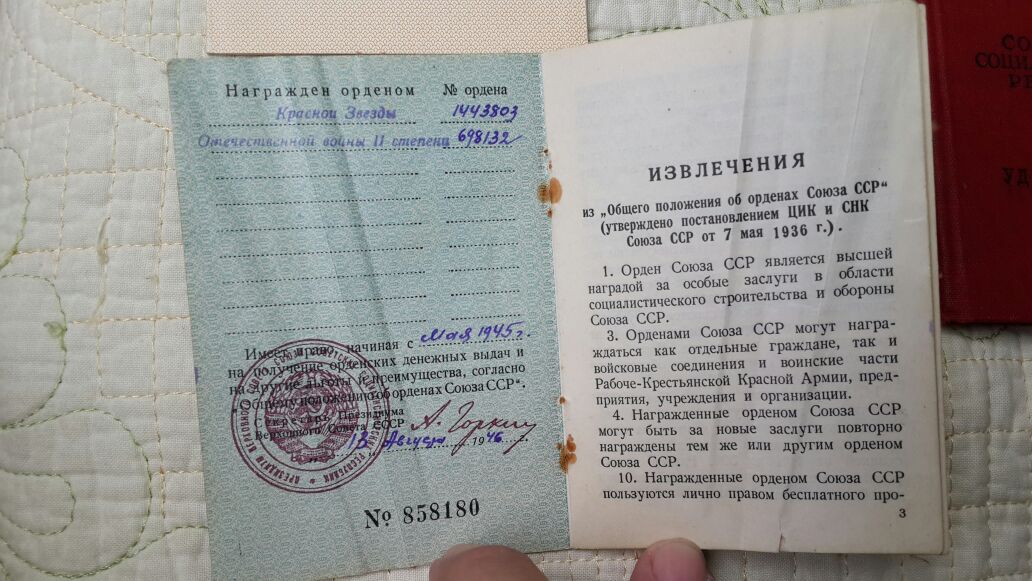 Награжден орденом № ордена
Красной Звезды 1443803
Отечественной войны II степени 698132
Имеет право, начиная с Мая 1945 г.
на получение орденских денежных выдач и
на другие льготы и преимущества, согласно
"Общему положению об орденах Союза ССР".
Секретарь Президиума
Верховного Совета СССР А. Горкин
13 Августа 1946 г.
№ 858180
ИЗВЛЕЧЕНИЯ
из „Общего положения об орденах Союза ССР"
(утверждено постановлением ЦИК и СНК
Союза ССР от 7 мая 1936 г.).
1. Орден Союза ССР является высшей
наградой за особые заслуги в области
социалистического строительства и обороны
Союза ССР.
3. Орденами Союза ССР могут награ-
ждаться как отдельные граждане, так и
войсковые соединения и воинские части
Рабоче-Крестьянской Красной Армии, пред-
приятия, учреждения и организации.
4. Награжденные орденом Союза ССР
могут быть за новые заслуги повторно
награждены тем же или другим орденом
Союза ССР.
10. Награжденные орденом Союза ССР
пользуются лично правом бесплатного про-
3